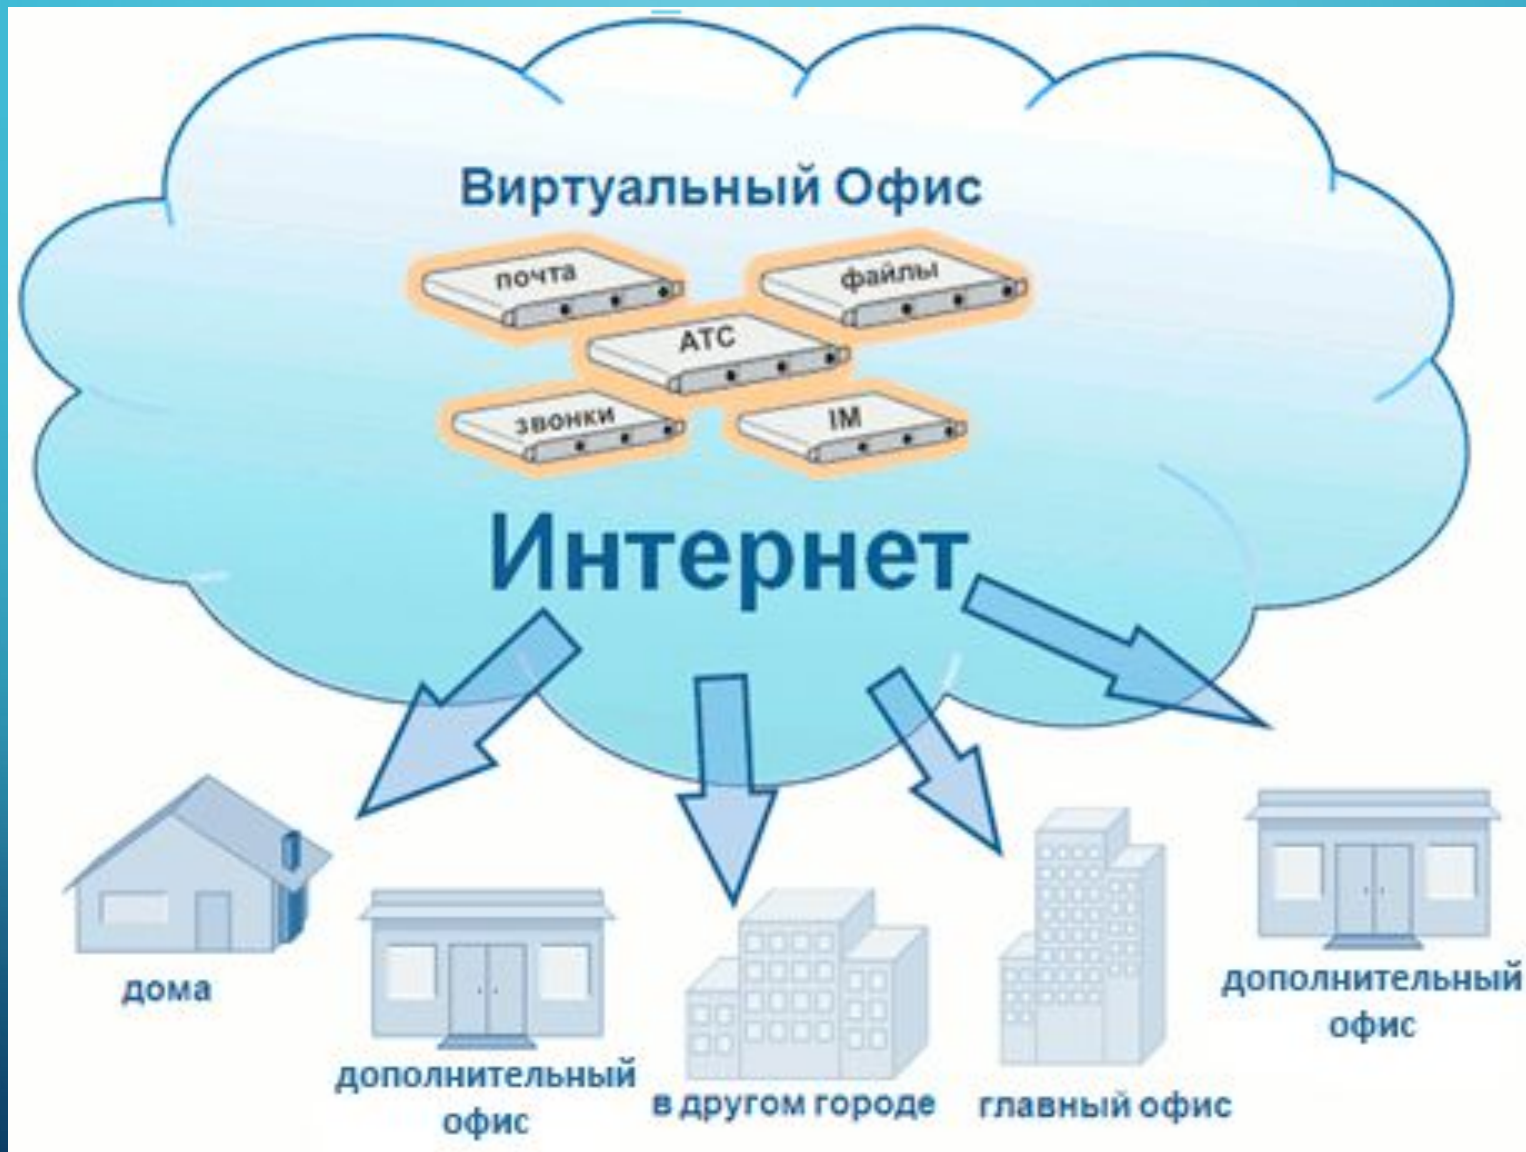 Виртуальный Офис
почта
файлы
АТС
звонки
IM
Интернет
дома
дополнительный
офис
в другом городе
главный офис
дополнительный
офис